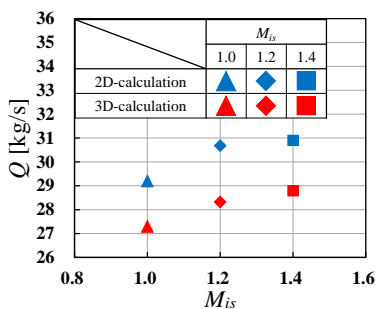 36
M_is
35
1.0 1.2 1.4
34
2D-calculation
33
3D-calculation
32
31
30
29
28
27
26
Q [kg/s]
0.8 1.0 1.2 1.4 1.6
M_is